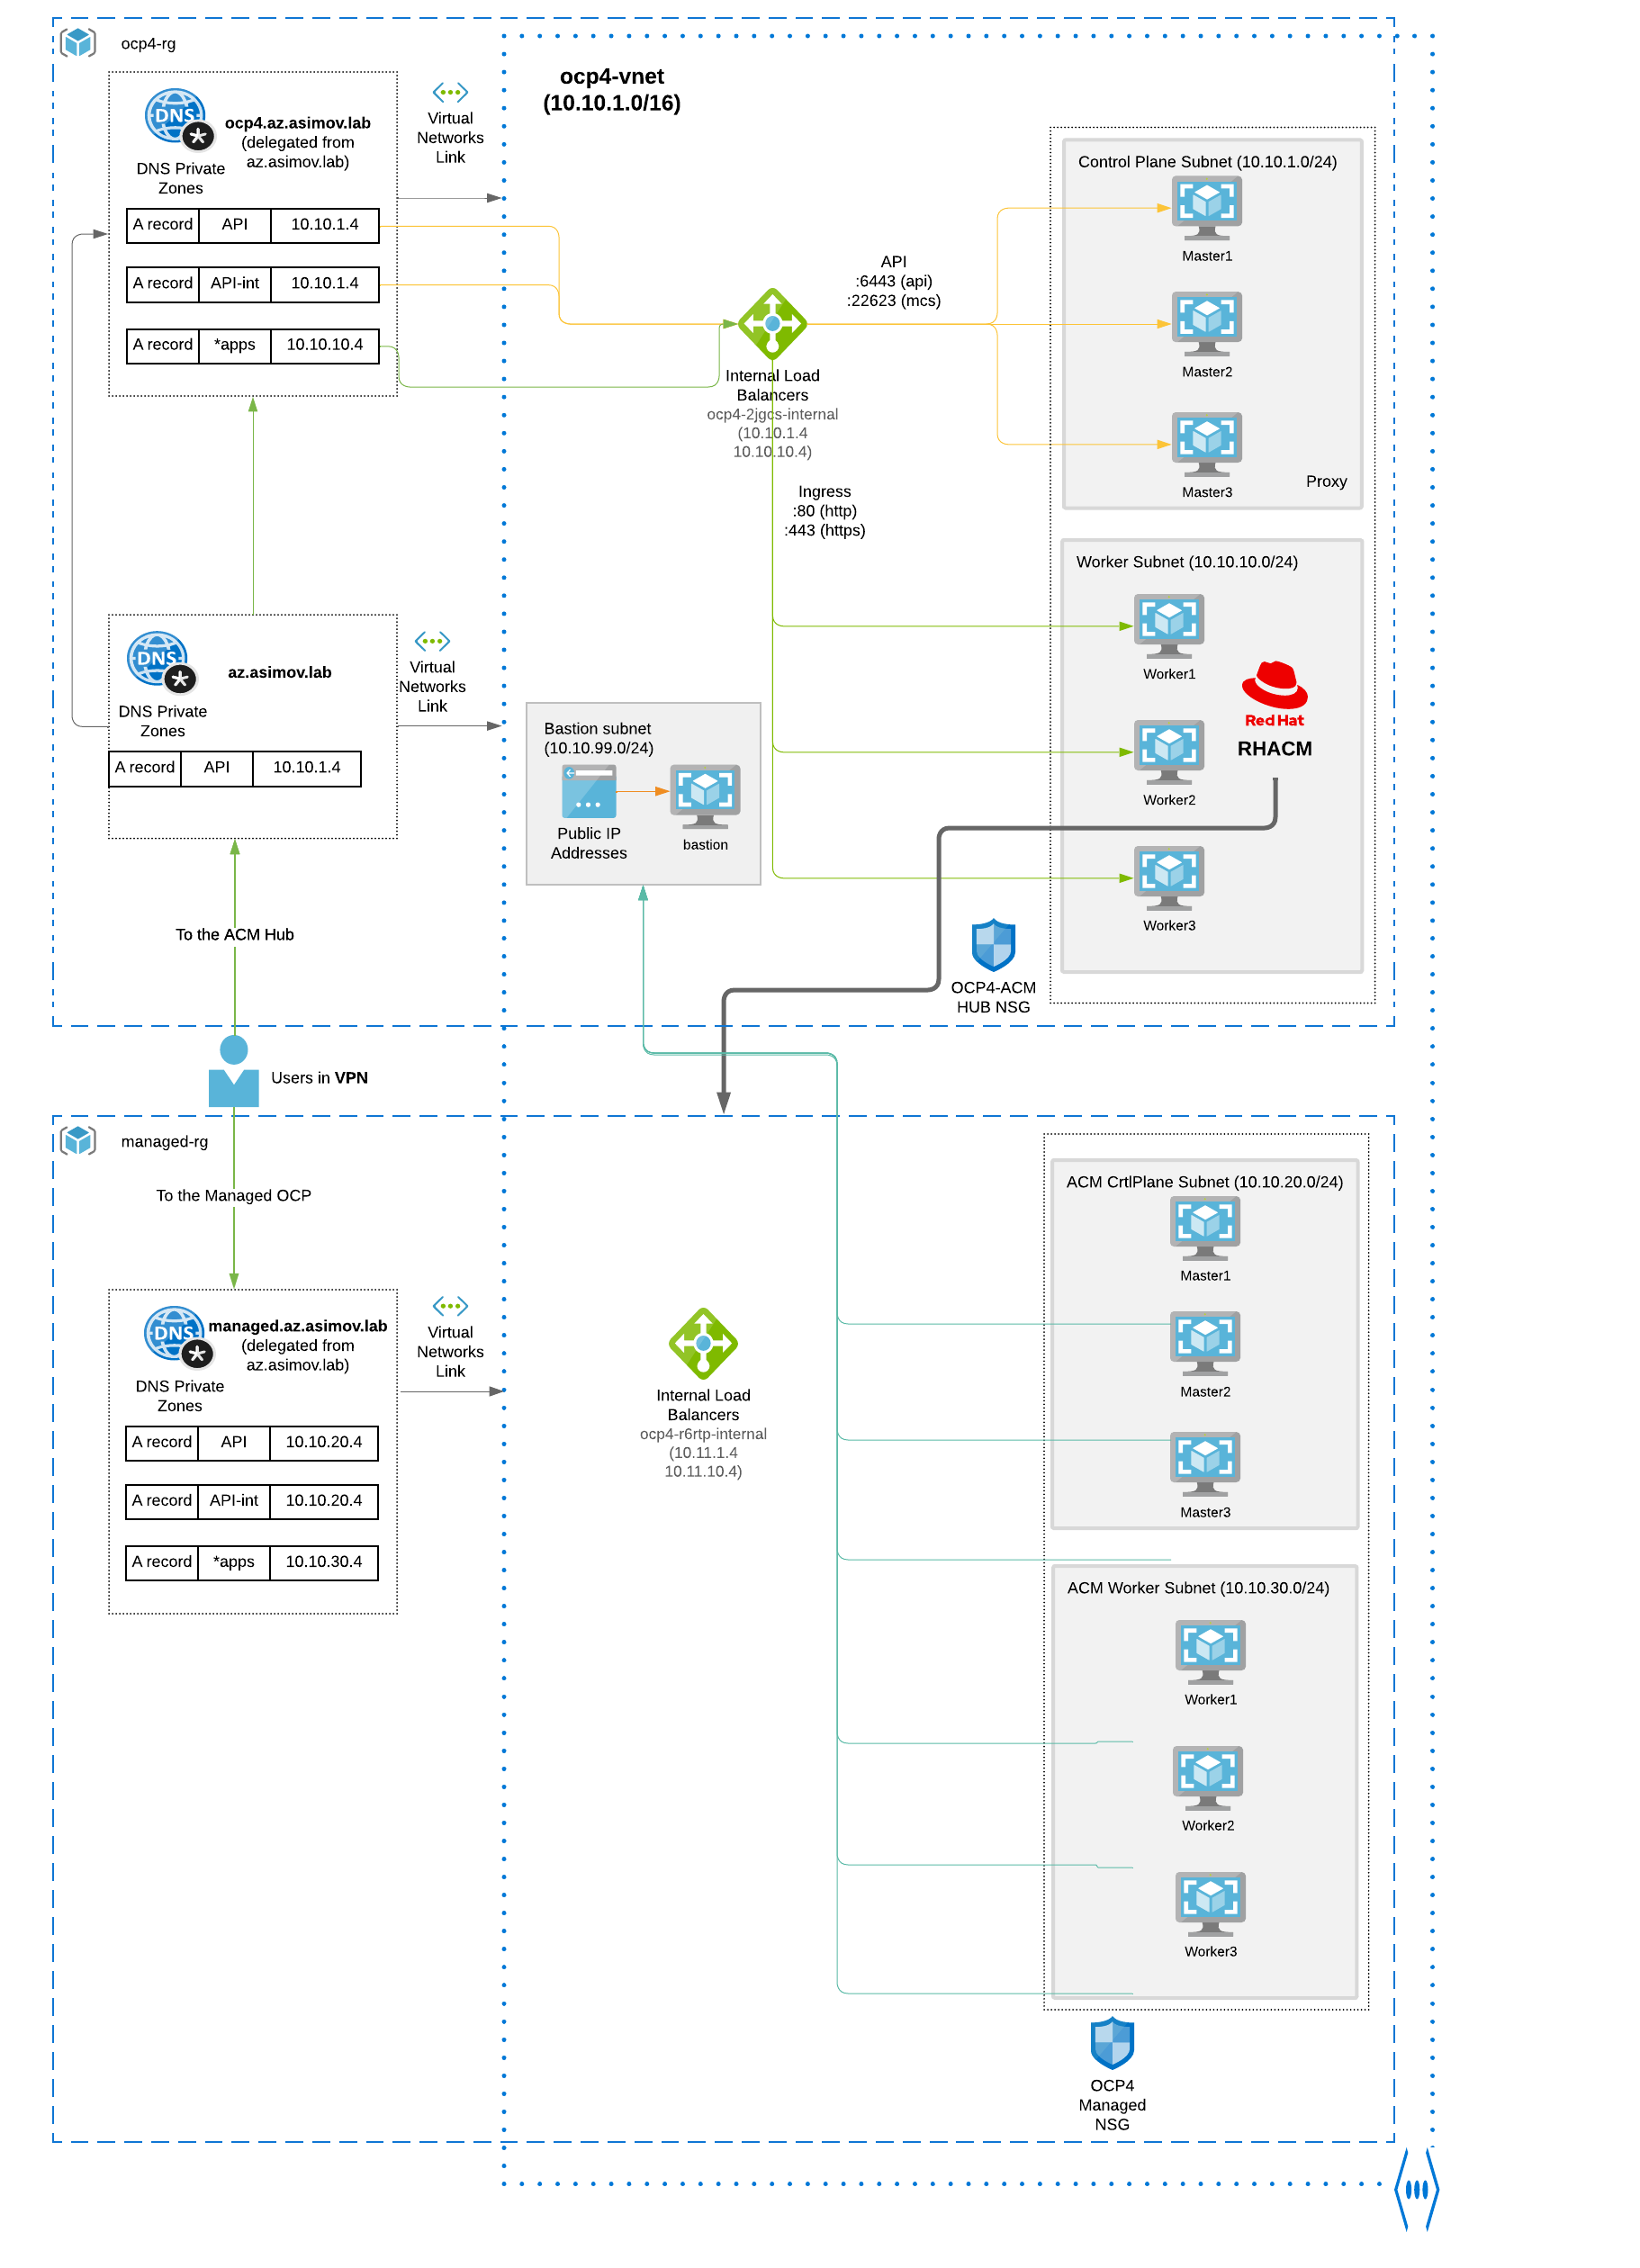 ocp4-rg
DNS
ocp4.az.asimov.lab
(delegated from
az.asimov.lab)
DNS Private
Zones
A record API 10.10.1.4
A record API-int 10.10.1.4
A record *apps 10.10.10.4
Virtual
Networks
Link
ocp4-vnet
(10.10.1.0/16)
API
:6443 (api)
:22623 (mcs)
Internal Load
Balancers
ocp4-2jgcs-internal
(10.10.1.4
10.10.10.4)
Ingress
:80 (http)
:443 (https)
Control Plane Subnet (10.10.1.0/24)
Master1
Master2
Master3
Proxy
Worker Subnet (10.10.10.0/24)
Worker1
Worker2
Worker3
Red Hat
RHACM
DNS
az.asimov.lab
DNS Private
Zones
A record API 10.10.1.4
Virtual
Networks
Link
Bastion subnet
(10.10.99.0/24)
Public IP
Addresses
bastion
OCP4-ACM
HUB NSG
To the ACM Hub
Users in VPN
managed-rg
To the Managed OCP
DNS
managed.az.asimov.lab
(delegated from
az.asimov.lab)
DNS Private
Zones
A record API 10.10.20.4
A record API-int 10.10.20.4
A record *apps 10.10.30.4
Virtual
Networks
Link
Internal Load
Balancers
ocp4-r6rtp-internal
(10.11.1.4
10.11.10.4)
ACM CrtlPlane Subnet (10.10.20.0/24)
Master1
Master2
Master3
ACM Worker Subnet (10.10.30.0/24)
Worker1
Worker2
Worker3
OCP4
Managed
NSG